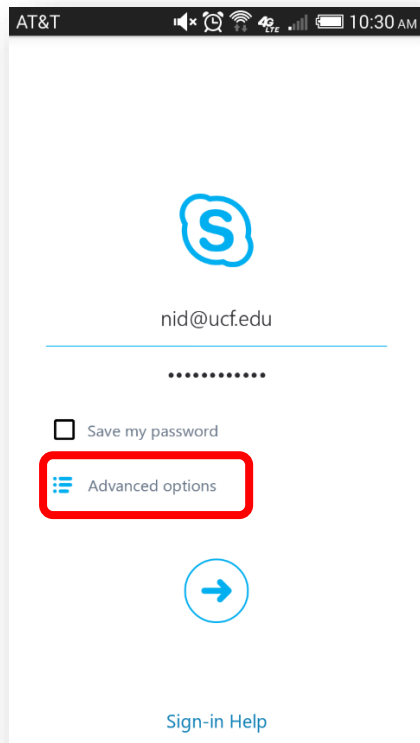 AT&T 4G LTE 10:30 AM
S
nid@ucf.edu
••••••••••••
Save my password
Advanced options
Sign-in Help